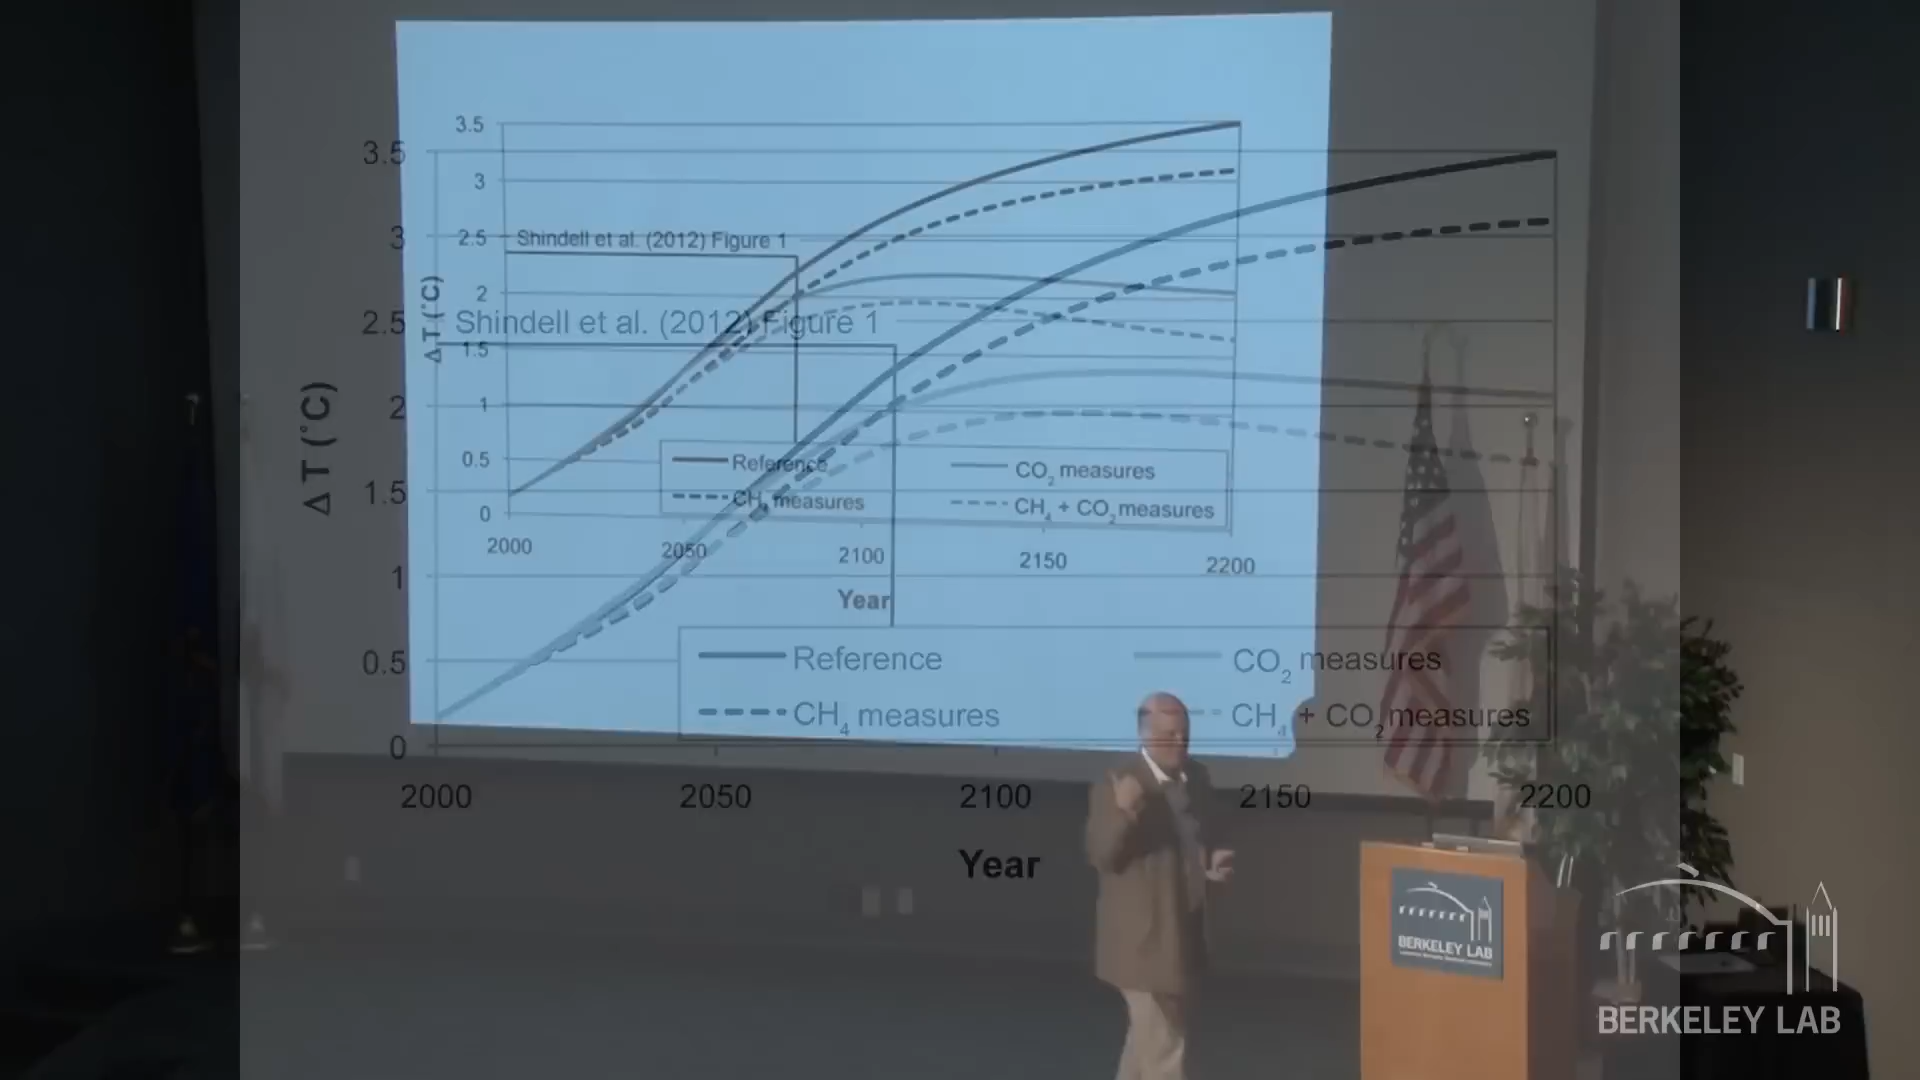 3.5
3
2.5
2
1.5
1
0.5
0
Δ T (°C)
Shindell et al. (2012) Figure 1
Reference
CO2 measures
CH4 measures
CH4 + CO2 measures
2000 2050 2100 2150 2200
Year
3.5
3
2.5
2
1.5
1
0.5
0
Δ T (°C)
Shindell et al. (2012) Figure 1
Reference
CO2 measures
CH4 measures
CH4 + CO2 measures
2000 2050 2100 2150 2200
Year
BERKELEY LAB
BERKELEY LAB